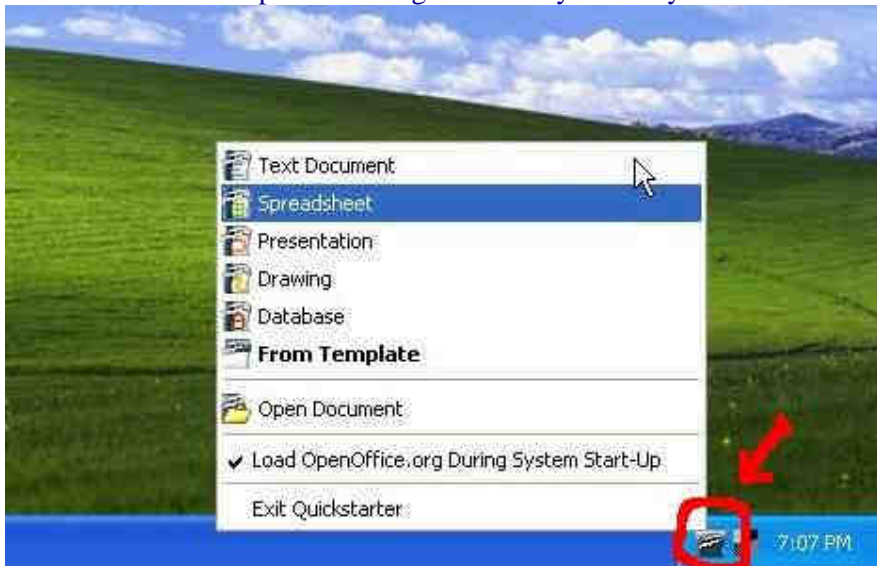 Text Document
Spreadsheet
Presentation
Drawing
Database
From Template
Open Document
Load OpenOffice.org During System Start-Up
Exit Quickstarter
7:07 PM